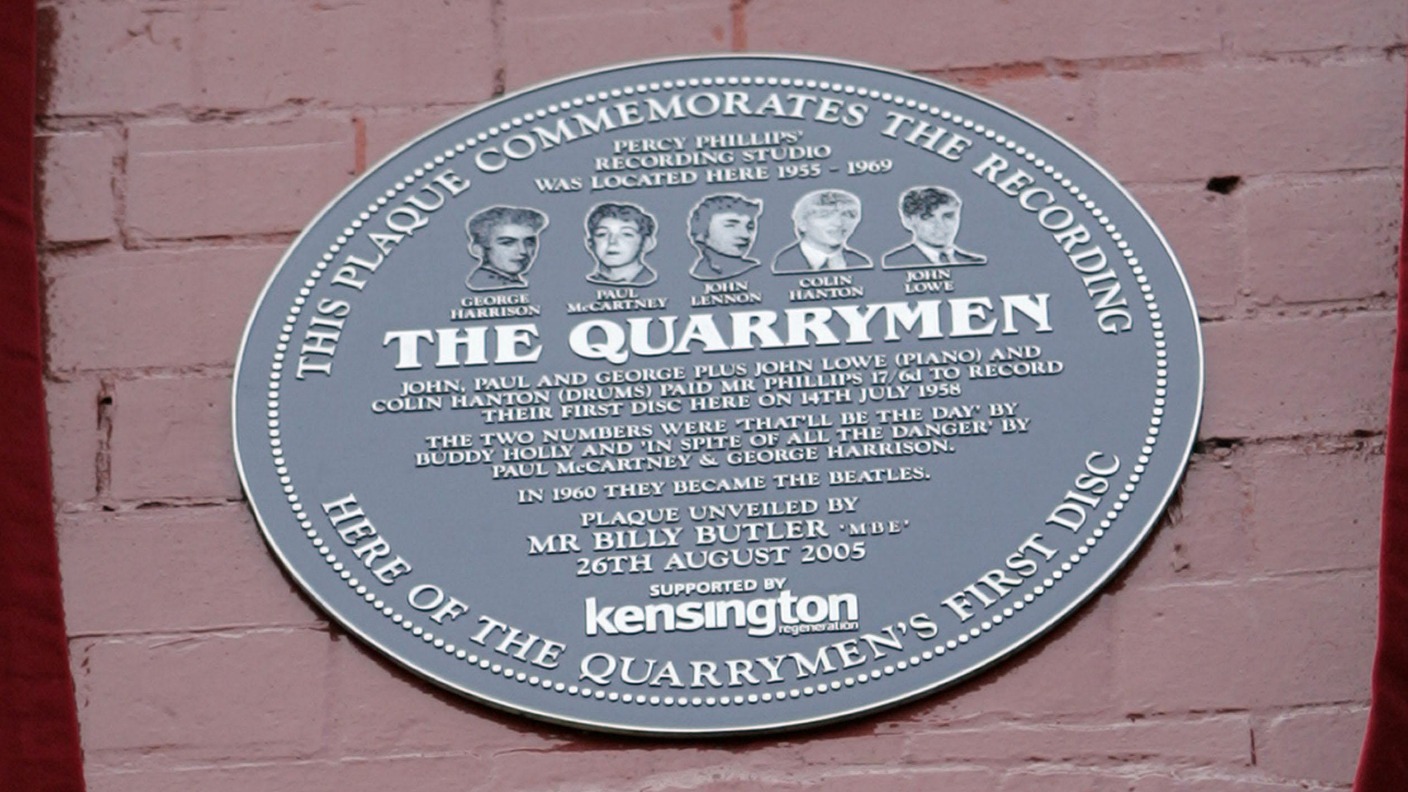 THIS PLAQUE COMMEMORATES THE RECORDING
PERCY PHILLIPS'
RECORDING STUDIO
WAS LOCATED HERE 1955 - 1969
GEORGE
HARRISON
PAUL
McCARTNEY
JOHN
LENNON
COLIN
HANTON
JOHN
LOWE
THE QUARRYMEN
JOHN, PAUL AND GEORGE PLUS JOHN LOWE (PIANO) AND
COLIN HANTON (DRUMS) PAID MR PHILLIPS 17/6d TO RECORD
THEIR FIRST DISC HERE ON 14TH JULY 1958
THE TWO NUMBERS WERE 'THAT'LL BE THE DAY' BY
BUDDY HOLLY AND 'IN SPITE OF ALL THE DANGER' BY
PAUL McCARTNEY & GEORGE HARRISON.
IN 1960 THEY BECAME THE BEATLES.
PLAQUE UNVEILED BY
MR BILLY BUTLER 'MBE'
26TH AUGUST 2005
SUPPORTED BY
kensington
regeneration
HERE OF THE QUARRYMEN'S FIRST DISC